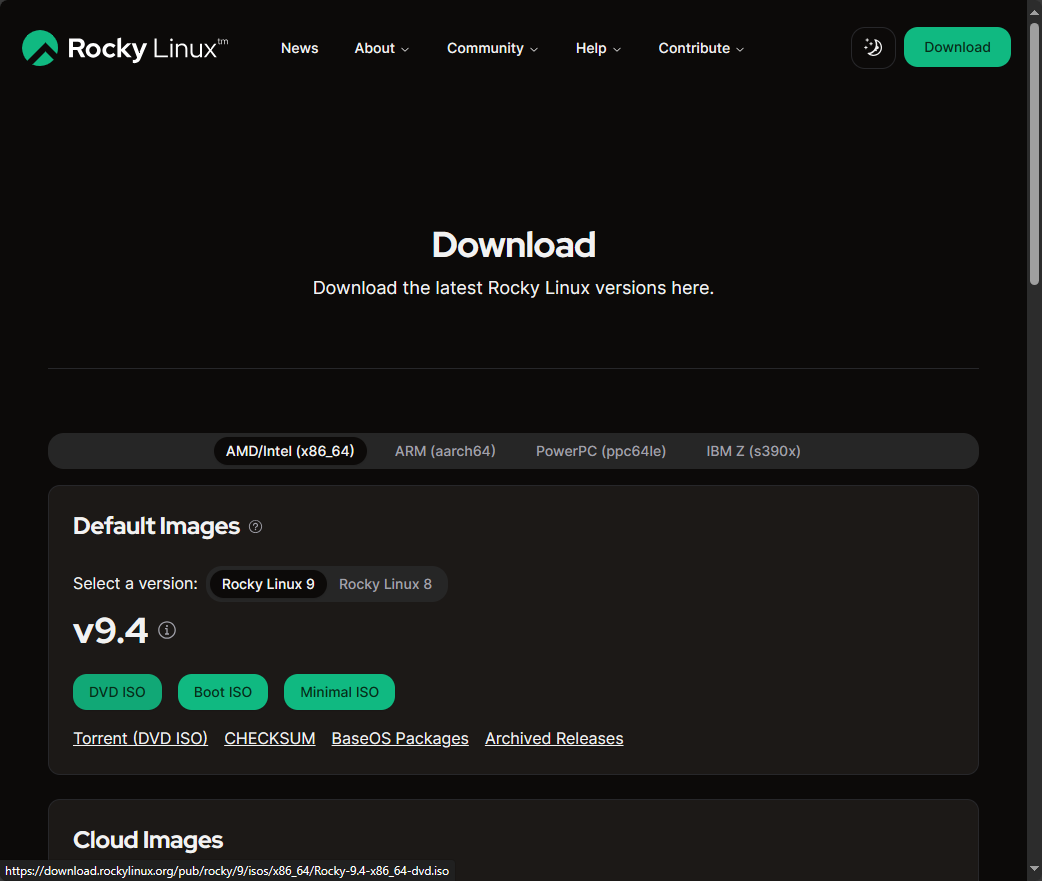 Rocky Linux™ News About Community Help Contribute Download
Download
Download the latest Rocky Linux versions here.
AMD/Intel (x86_64) ARM (aarch64) PowerPC (ppc64le) IBM Z (s390x)
Default Images ?
Select a version: Rocky Linux 9 Rocky Linux 8
v9.4 i
DVD ISO Boot ISO Minimal ISO
Torrent (DVD ISO) CHECKSUM BaseOS Packages Archived Releases
Cloud Images
https://download.rockylinux.org/pub/rocky/9/isos/x86_64/Rocky-9.4-x86_64-dvd.iso